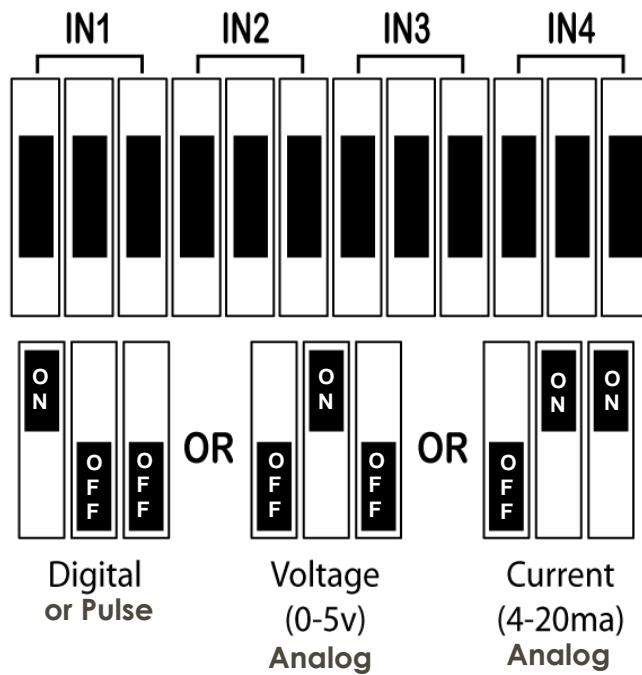 IN1 IN2 IN3 IN4
ON OFF OFF OR OFF ON OFF OR OFF ON ON
Digital Voltage Current
or Pulse (0-5v) (4-20ma)
Analog Analog